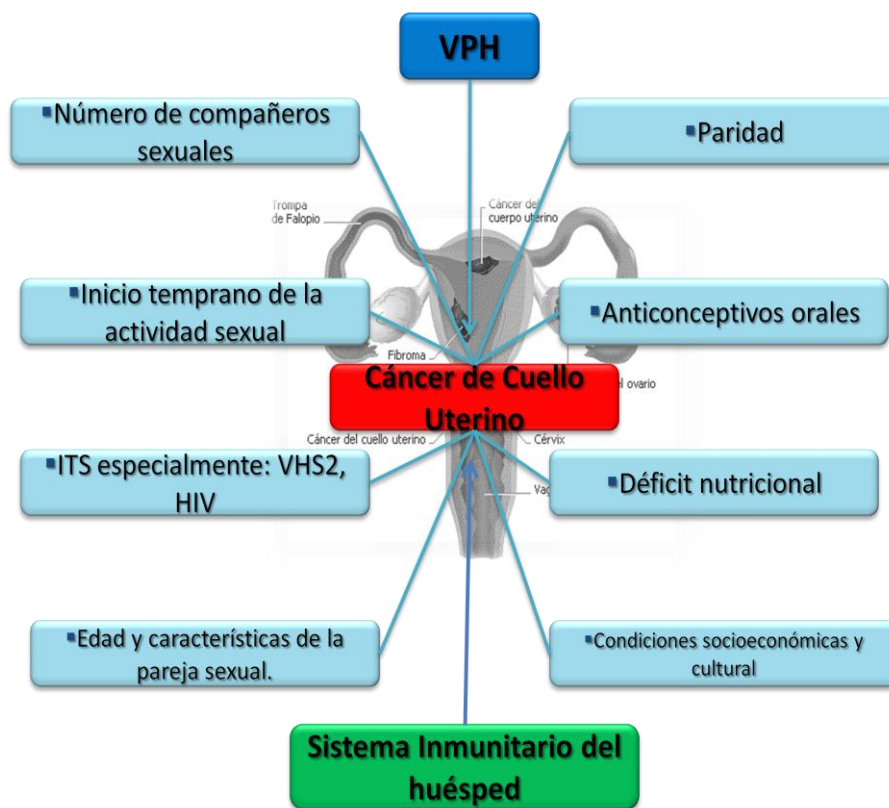 VPH
▪Número de compañeros
sexuales
▪Paridad
Trompa
de Falopio
Cáncer del
cuerpo uterino
▪Inicio temprano de la
actividad sexual
▪Anticonceptivos orales
Fibroma
Cáncer de Cuello
Uterino
el ovario
Cáncer del cuello uterino
Cérvix
▪ITS especialmente: VHS2,
HIV
▪Déficit nutricional
▪Edad y características de la
pareja sexual.
▪Condiciones socioeconómicas y
cultural
Sistema Inmunitario del
huésped